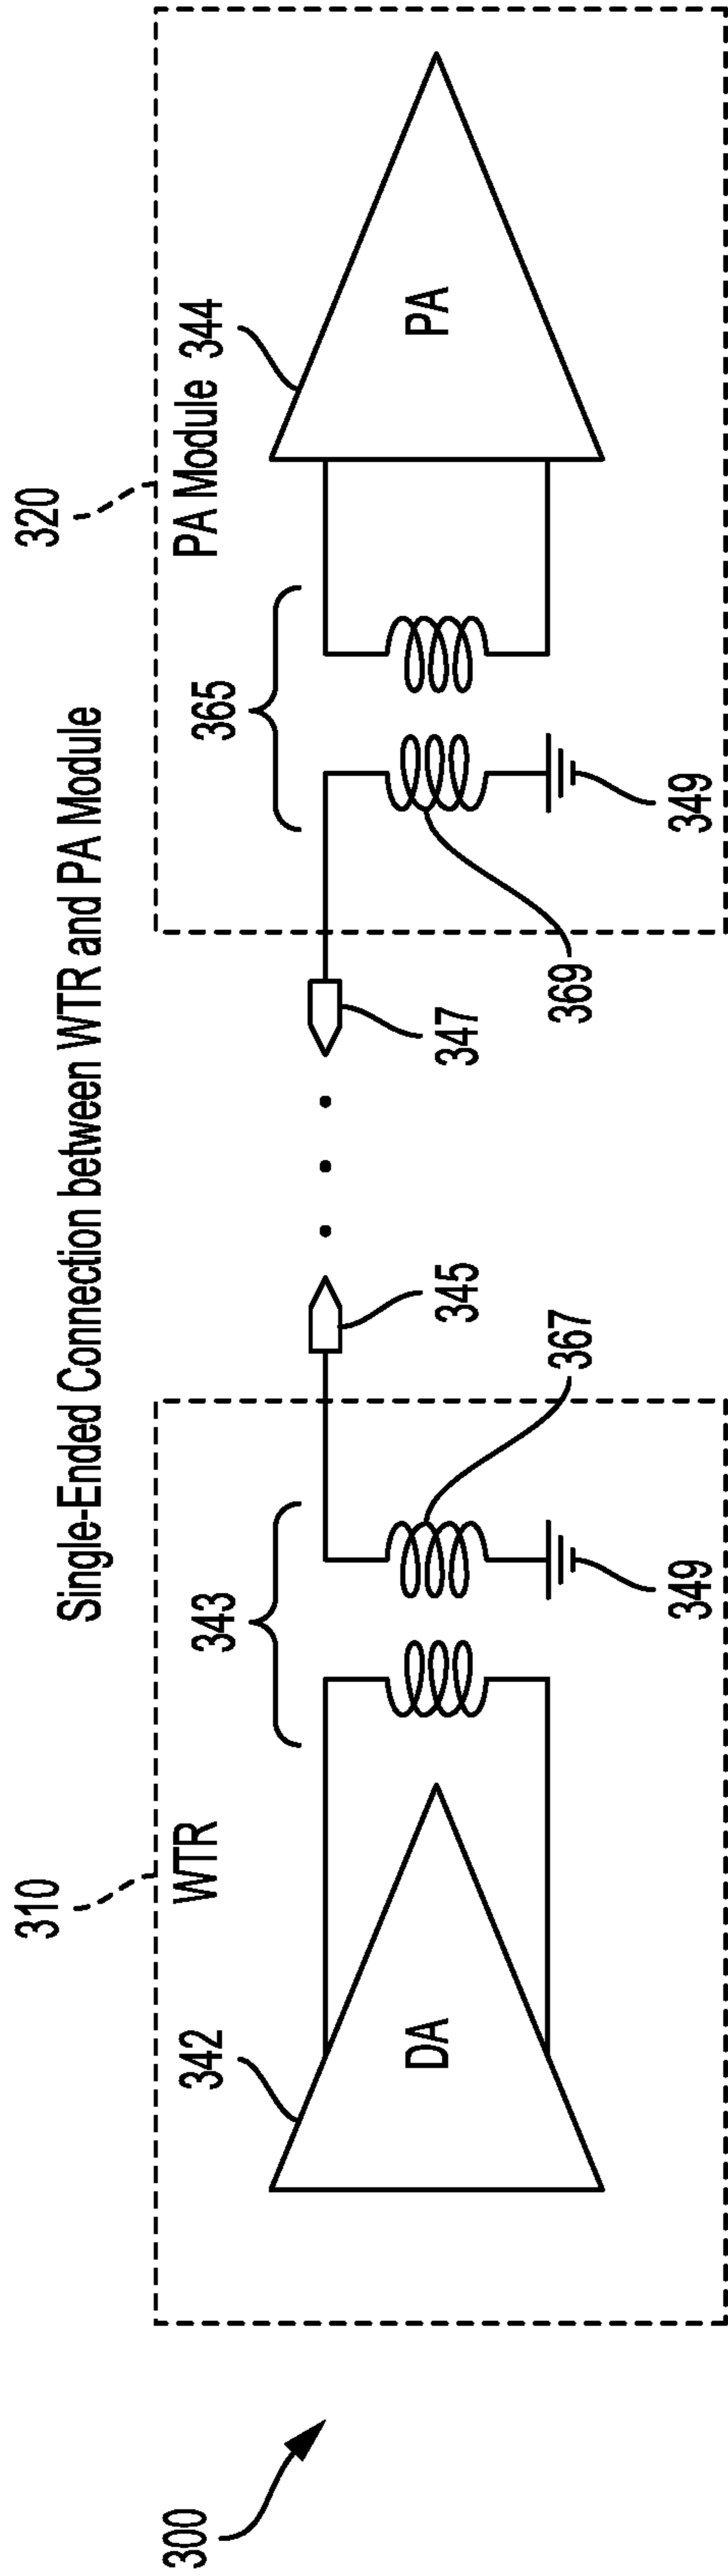 Single-Ended Connection between WTR and PA Module
300
310
320
WTR
PA Module
342
343
365
344
DA
PA
345
347
367
369
349
349